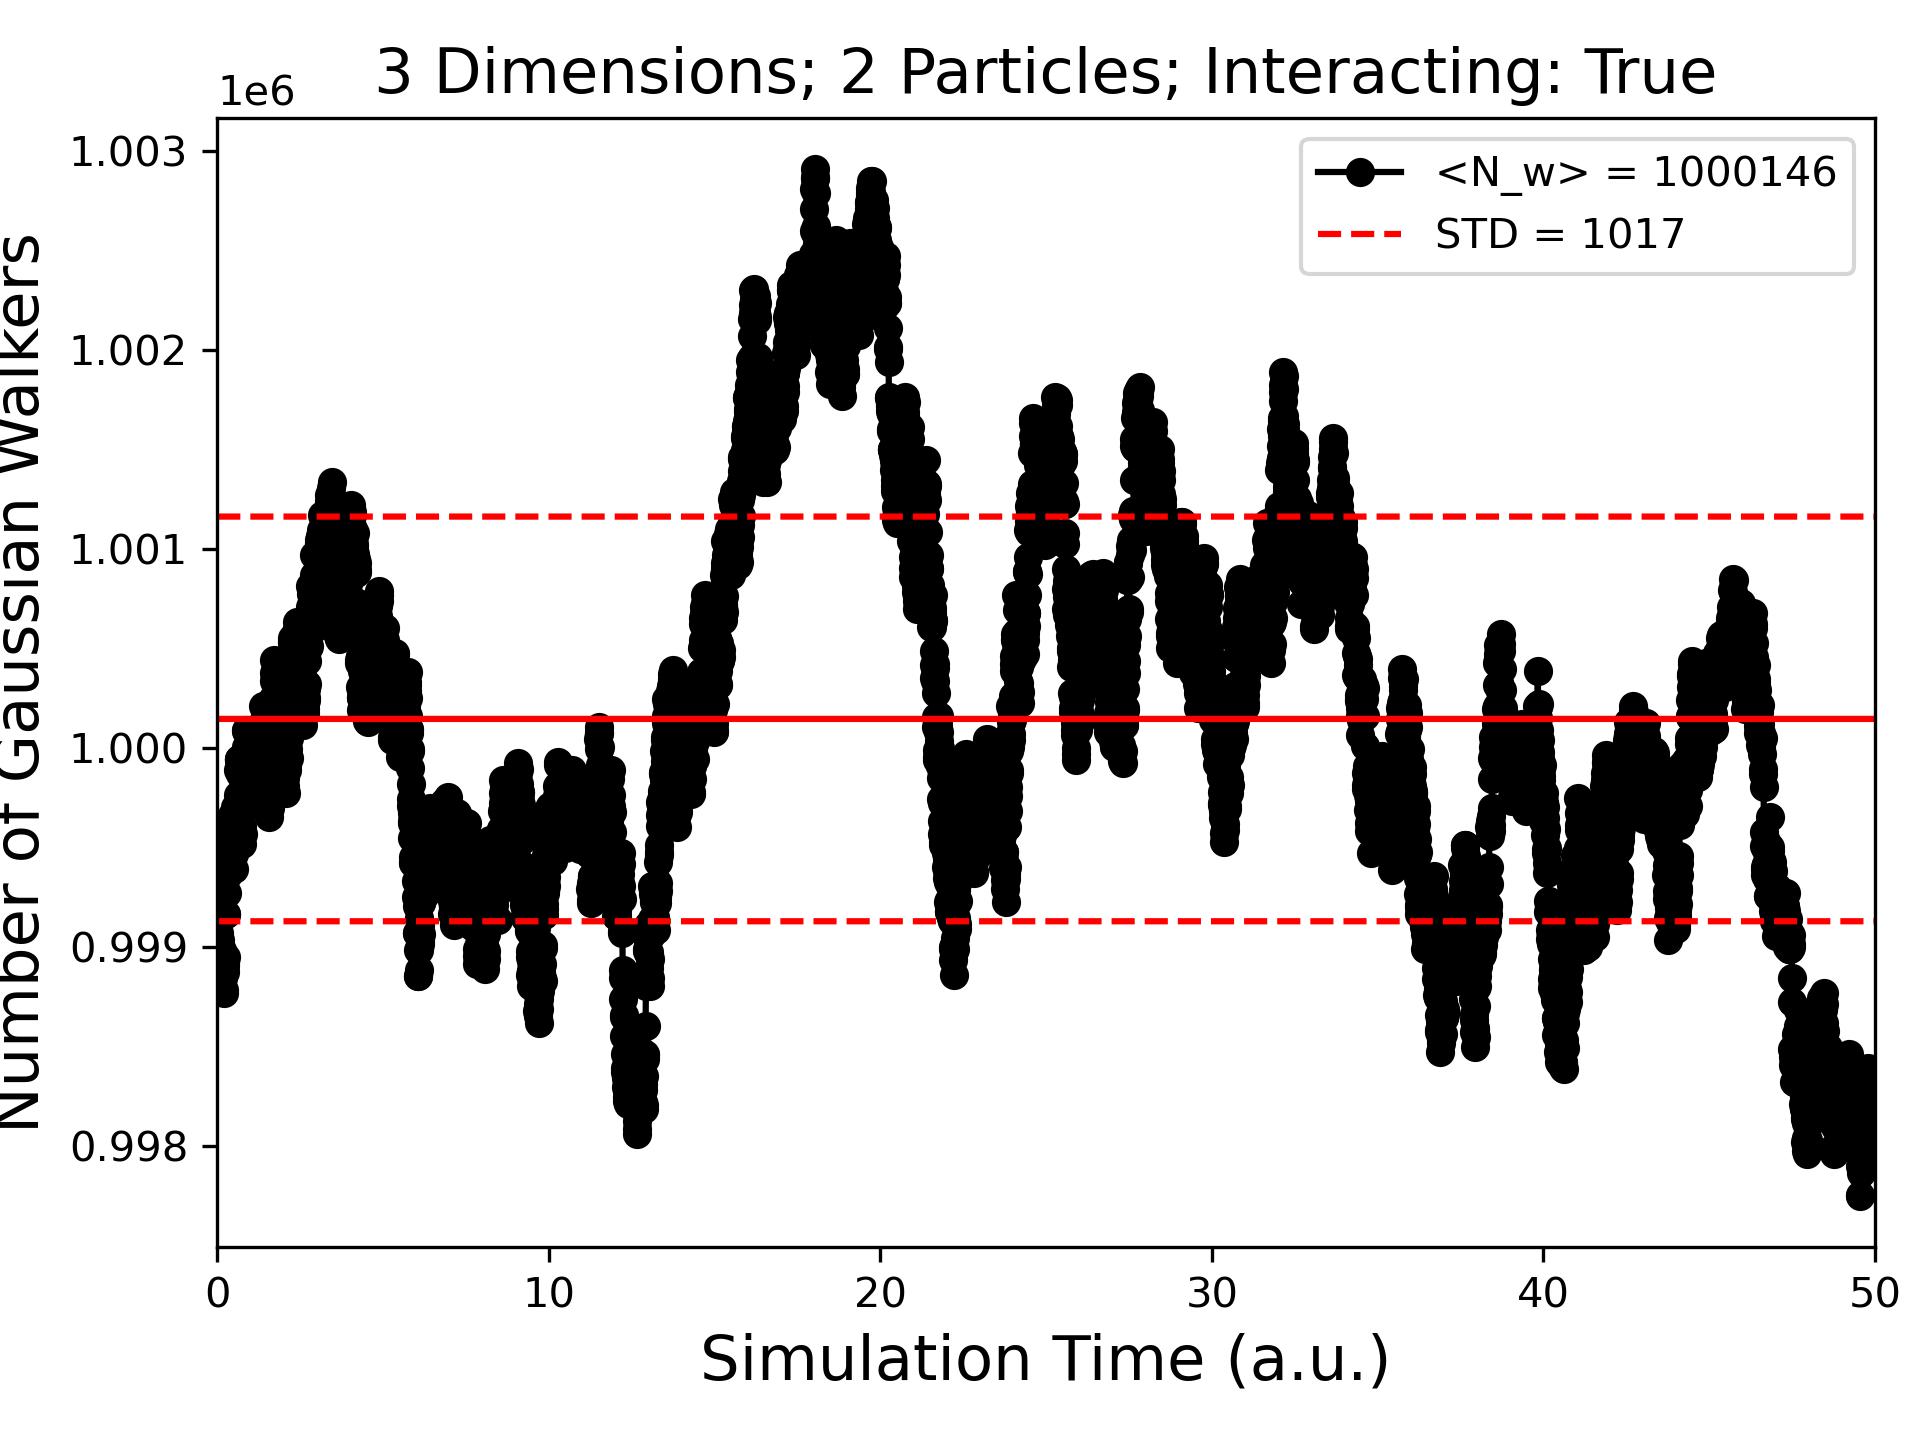 3 Dimensions; 2 Particles; Interacting: True
1e6
<N_w> = 1000146
STD = 1017
1.003
1.002
1.001
1.000
0.999
0.998
Number of Gaussian Walkers
0 10 20 30 40 50
Simulation Time (a.u.)